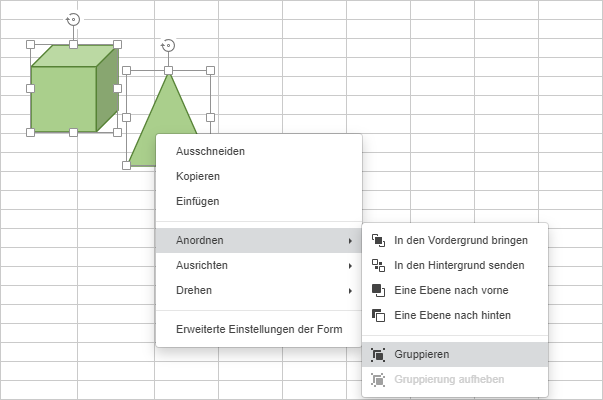 Ausschneiden
Kopieren
Einfügen
Anordnen
Ausrichten
Drehen
Erweiterte Einstellungen der Form
In den Vordergrund bringen
In den Hintergrund senden
Eine Ebene nach vorne
Eine Ebene nach hinten
Gruppieren
Gruppierung aufheben